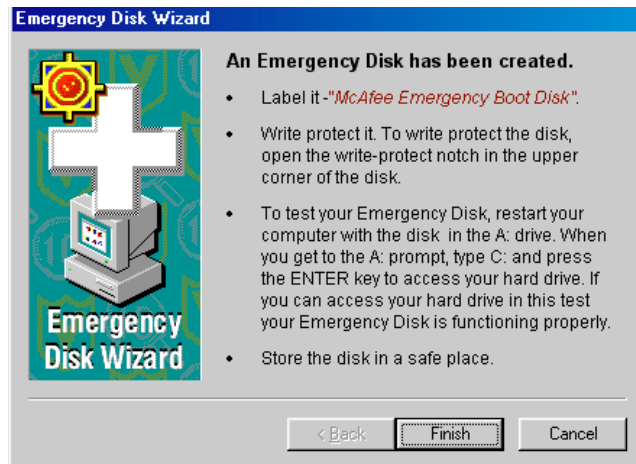 Emergency Disk Wizard
An Emergency Disk has been created.
• Label it -"McAfee Emergency Boot Disk".
• Write protect it. To write protect the disk,
open the write-protect notch in the upper
corner of the disk.
• To test your Emergency Disk, restart your
computer with the disk in the A: drive. When
you get to the A: prompt, type C: and press
the ENTER key to access your hard drive. If
you can access your hard drive in this test
your Emergency Disk is functioning properly.
• Store the disk in a safe place.
Emergency
Disk Wizard
< Back
Finish
Cancel